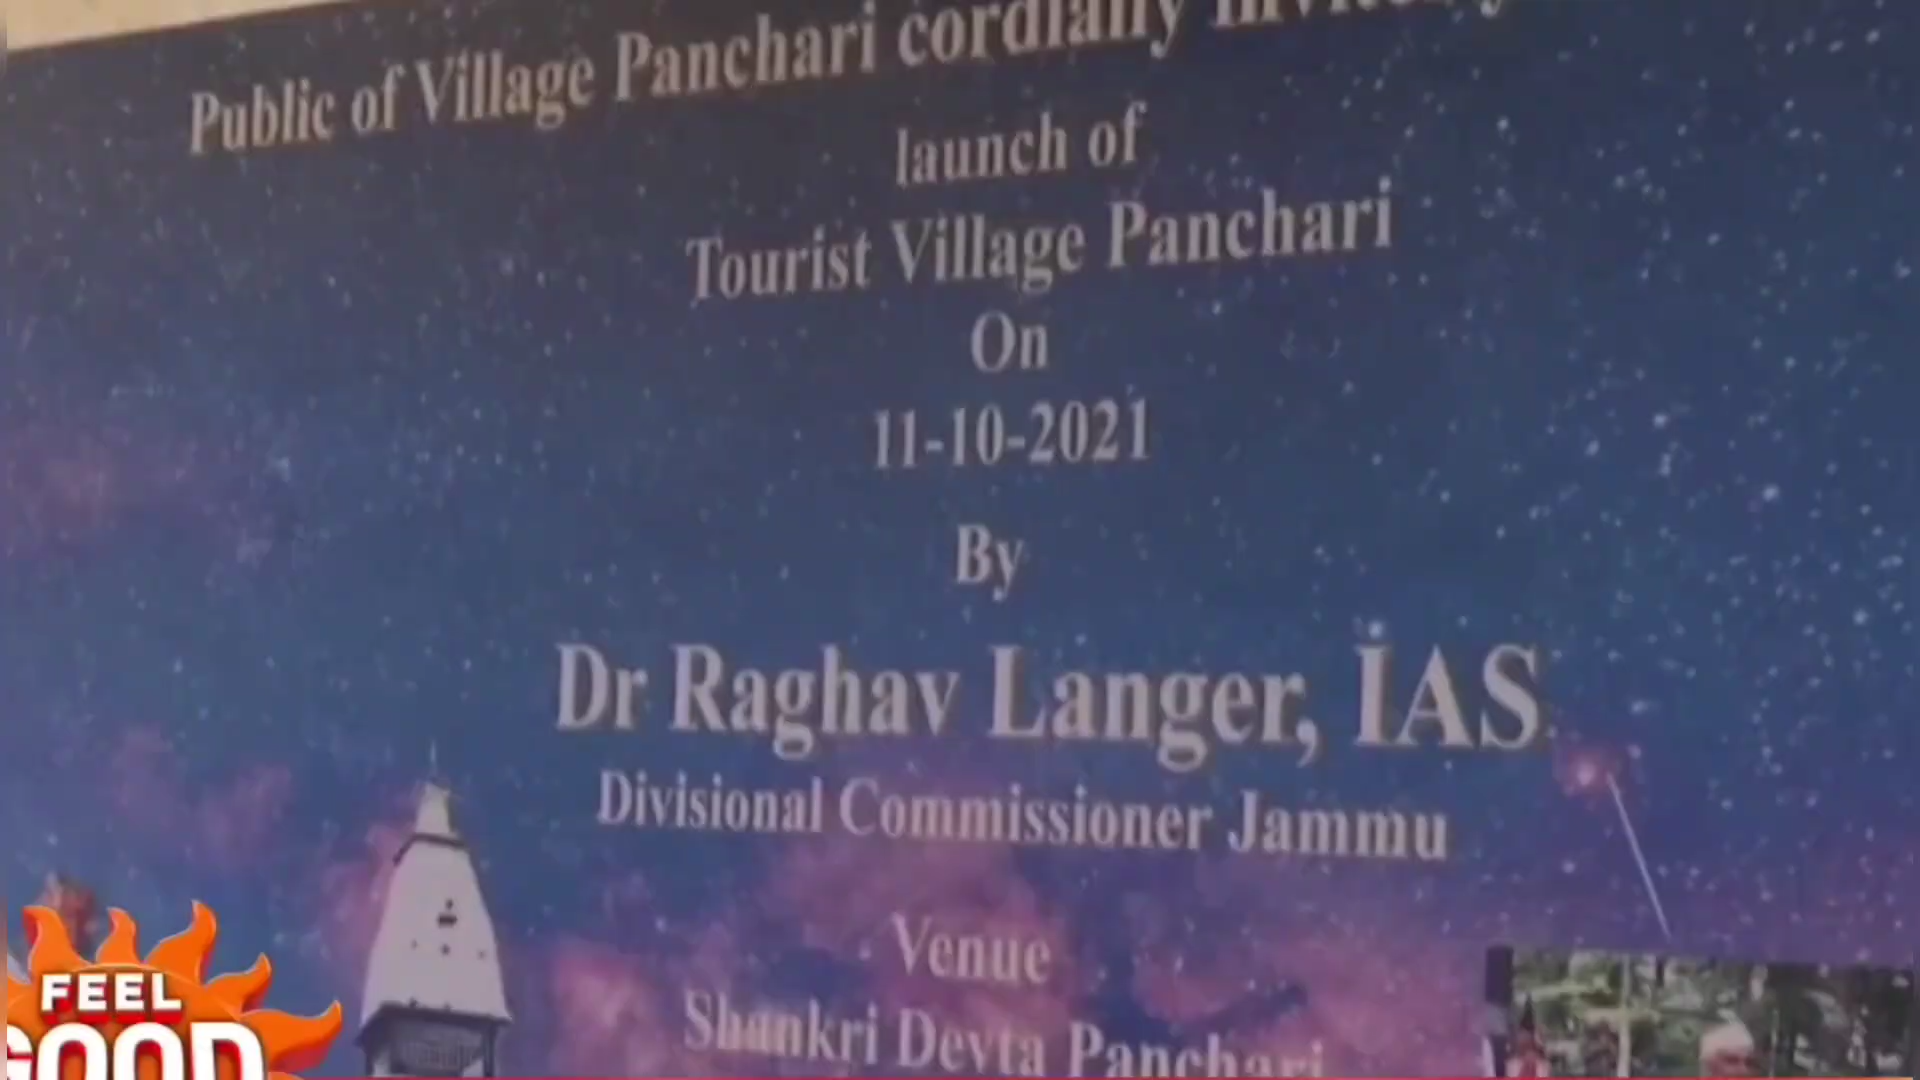 Public of Village Panchari cordially
launch of
Tourist Village Panchari
On
11-10-2021
By
Dr Raghav Langer, IAS
Divisional Commissioner Jammu
Venue
Shankri Devta Panchari
FEEL
GOOD